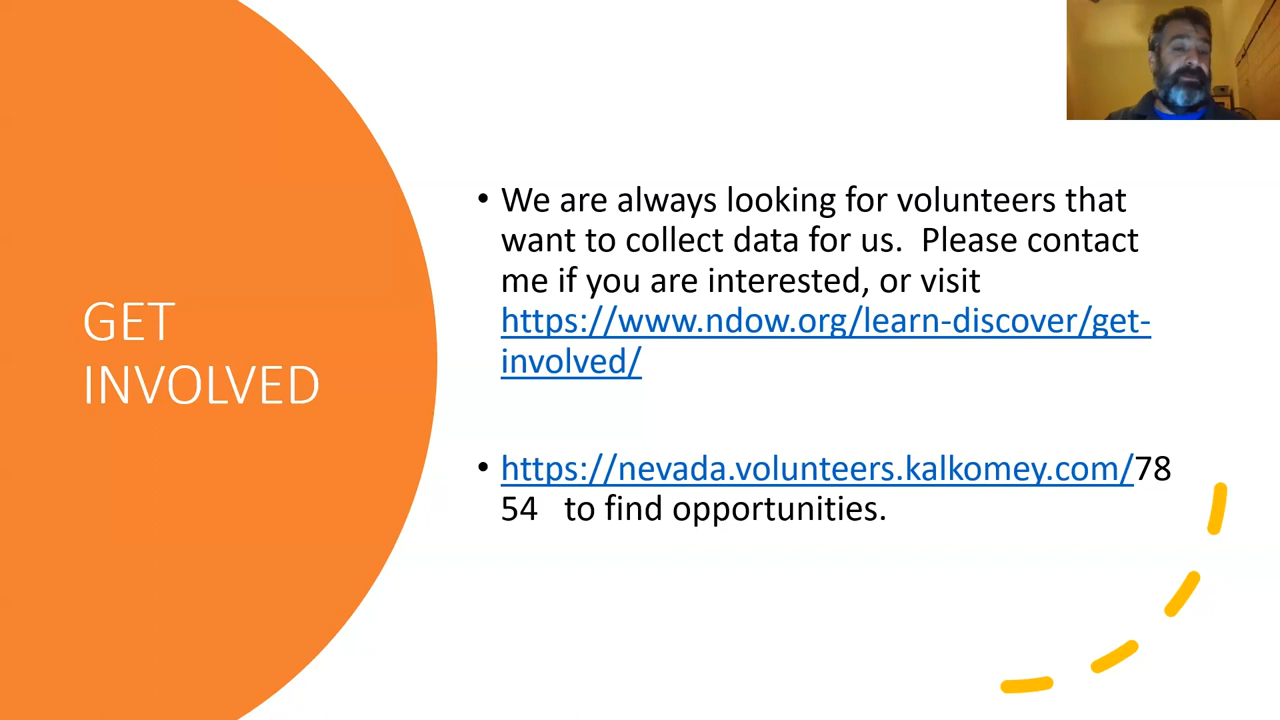 GET
INVOLVED
• We are always looking for volunteers that
want to collect data for us.  Please contact
me if you are interested, or visit
https://www.ndow.org/learn-discover/get-
involved/
• https://nevada.volunteers.kalkomey.com/78
54   to find opportunities.